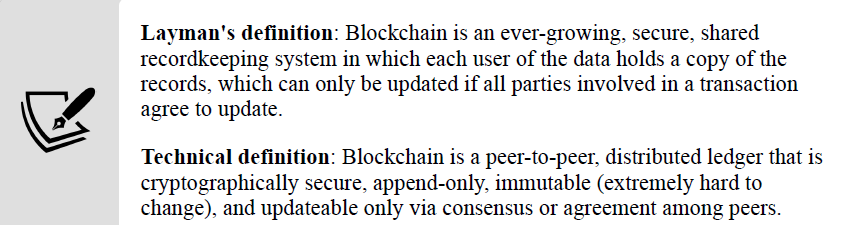 Layman's definition: Blockchain is an ever-growing, secure, shared
recordkeeping system in which each user of the data holds a copy of the
records, which can only be updated if all parties involved in a transaction
agree to update.
Technical definition: Blockchain is a peer-to-peer, distributed ledger that is
cryptographically secure, append-only, immutable (extremely hard to
change), and updateable only via consensus or agreement among peers.